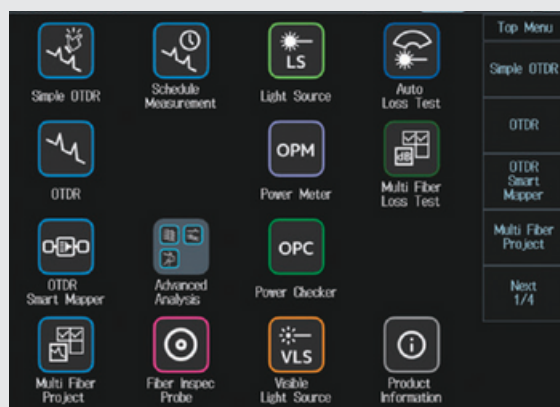 Top Menu
LS
Simple OTDR
Schedule
Measurement
Light Source
Auto
Loss Test
Simple OTDR
OPM
dB
OTDR
Power Meter
Multi Fiber
Loss Test
OTDR
OPC
OTDR
Smart Mapper
Advanced
Analysis
Power Checker
OTDR
Smart
Mapper
VLS
Multi Fiber
Project
Fiber Inspec
Probe
Visible
Light Source
Product
Information
Multi Fiber
Project
Next
1/4